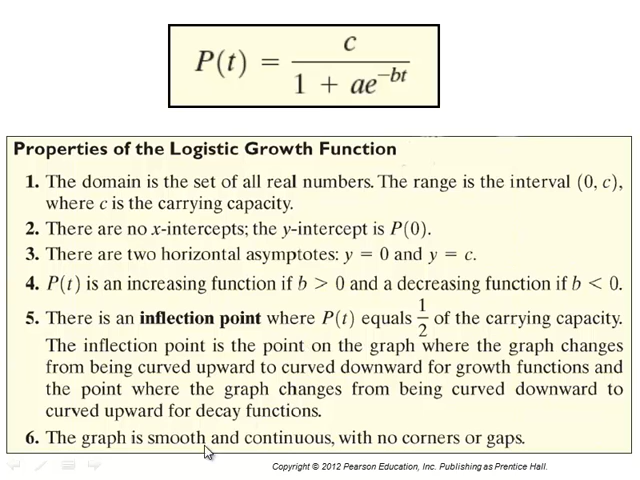 P(t) = c / (1 + ae^{-bt})
Properties of the Logistic Growth Function
1. The domain is the set of all real numbers. The range is the interval (0, c),
where c is the carrying capacity.
2. There are no x-intercepts; the y-intercept is P(0).
3. There are two horizontal asymptotes: y = 0 and y = c.
4. P(t) is an increasing function if b > 0 and a decreasing function if b < 0.
5. There is an inflection point where P(t) equals 1/2 of the carrying capacity.
The inflection point is the point on the graph where the graph changes
from being curved upward to curved downward for growth functions and
the point where the graph changes from being curved downward to
curved upward for decay functions.
6. The graph is smooth and continuous, with no corners or gaps.
Copyright © 2012 Pearson Education, Inc. Publishing as Prentice Hall.